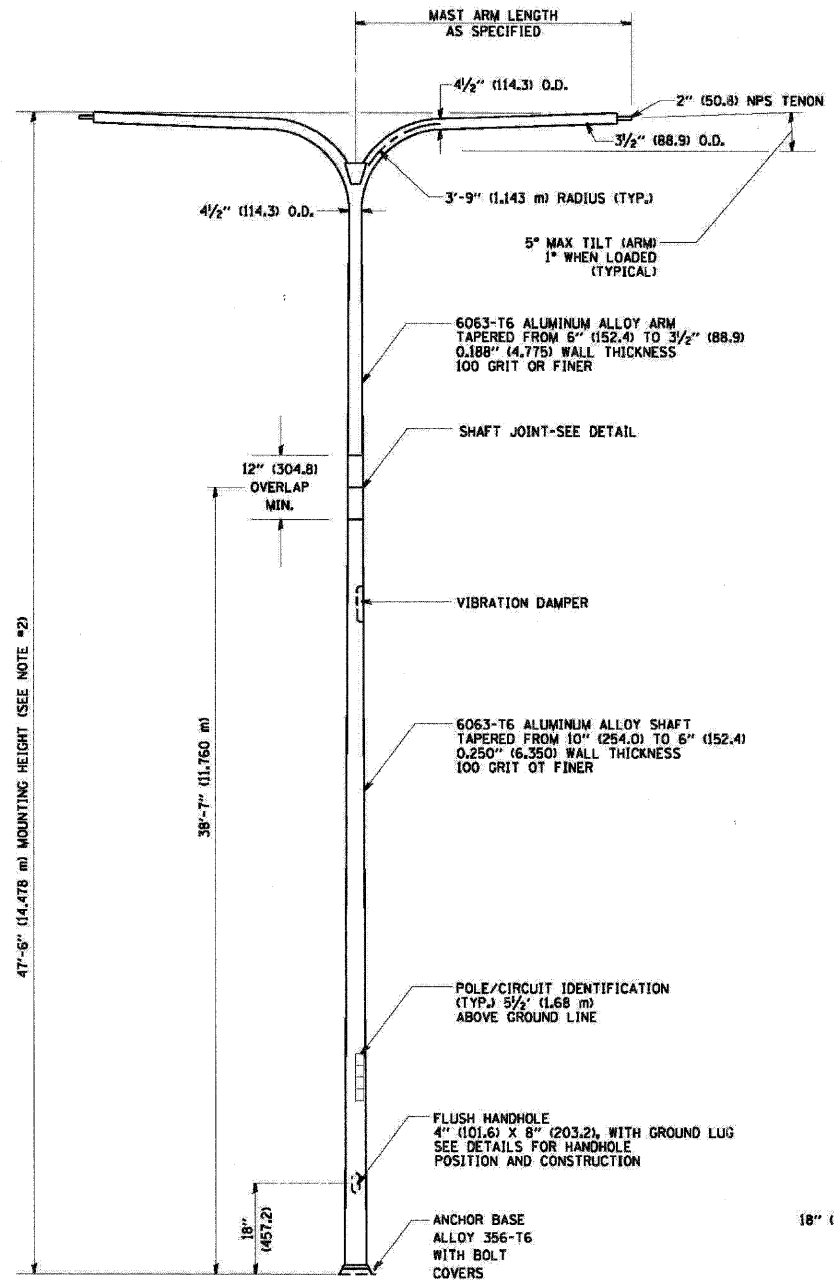 MAST ARM LENGTH
AS SPECIFIED
4½" (114.3) O.D.
2" (50.8) NPS TENON
3½" (88.9) O.D.
4½" (114.3) O.D.
3'-9" (1.143 m) RADIUS (TYP.)
5° MAX TILT (ARM)
1° WHEN LOADED
(TYPICAL)
6063-T6 ALUMINUM ALLOY ARM
TAPERED FROM 6" (152.4) TO 3½" (88.9)
0.188" (4.775) WALL THICKNESS
100 GRIT OR FINER
SHAFT JOINT-SEE DETAIL
12" (304.8)
OVERLAP
MIN.
VIBRATION DAMPER
47'-6" (14.478 m) MOUNTING HEIGHT (SEE NOTE #2)
38'-7" (11.760 m)
6063-T6 ALUMINUM ALLOY SHAFT
TAPERED FROM 10" (254.0) TO 6" (152.4)
0.250" (6.350) WALL THICKNESS
100 GRIT OT FINER
POLE/CIRCUIT IDENTIFICATION
(TYP.) 5½' (1.68 m)
ABOVE GROUND LINE
FLUSH HANDHOLE
4" (101.6) X 8" (203.2), WITH GROUND LUG
SEE DETAILS FOR HANDHOLE
POSITION AND CONSTRUCTION
18"
(457.2)
ANCHOR BASE
ALLOY 356-T6
WITH BOLT
COVERS
18" (